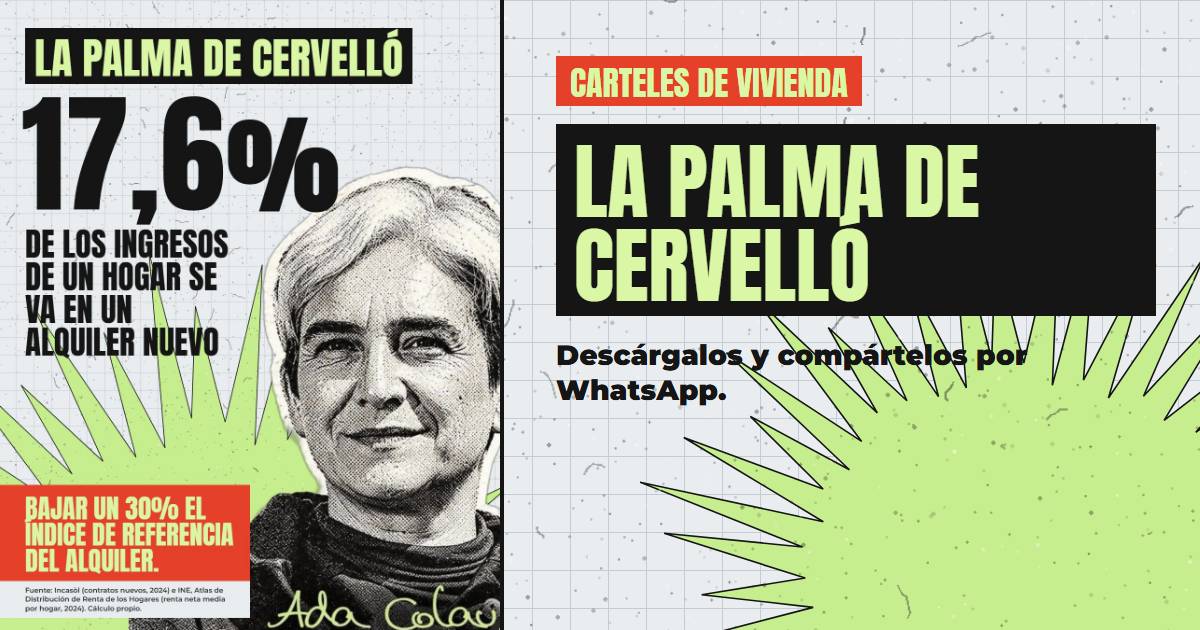 LA PALMA DE CERVELLÓ
17,6%
DE LOS INGRESOS
DE UN HOGAR SE
VA EN UN
ALQUILER NUEVO
BAJAR UN 30% EL
ÍNDICE DE REFERENCIA
DEL ALQUILER.
Fuente: Incasòl (contratos nuevos, 2024) e INE, Atlas de
Distribución de Renta de los Hogares (renta neta media
por hogar, 2024). Cálculo propio.
Ada Colau
CARTELES DE VIVIENDA
LA PALMA DE
CERVELLÓ
Descárgalos y compártelos por
WhatsApp.